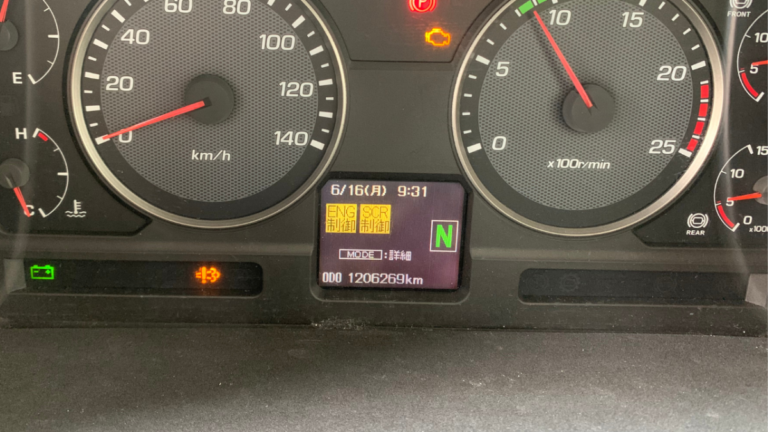 60
80
40
100
20
120
0
140
km/h
E
H
C
P
10
15
5
20
0
25
x100r/min
FRONT
10
5
15
10
5
0
REAR
6/16(月) 9:31
ENG SCR
制御 制御
N
MODE :詳細
ODO 1206269km